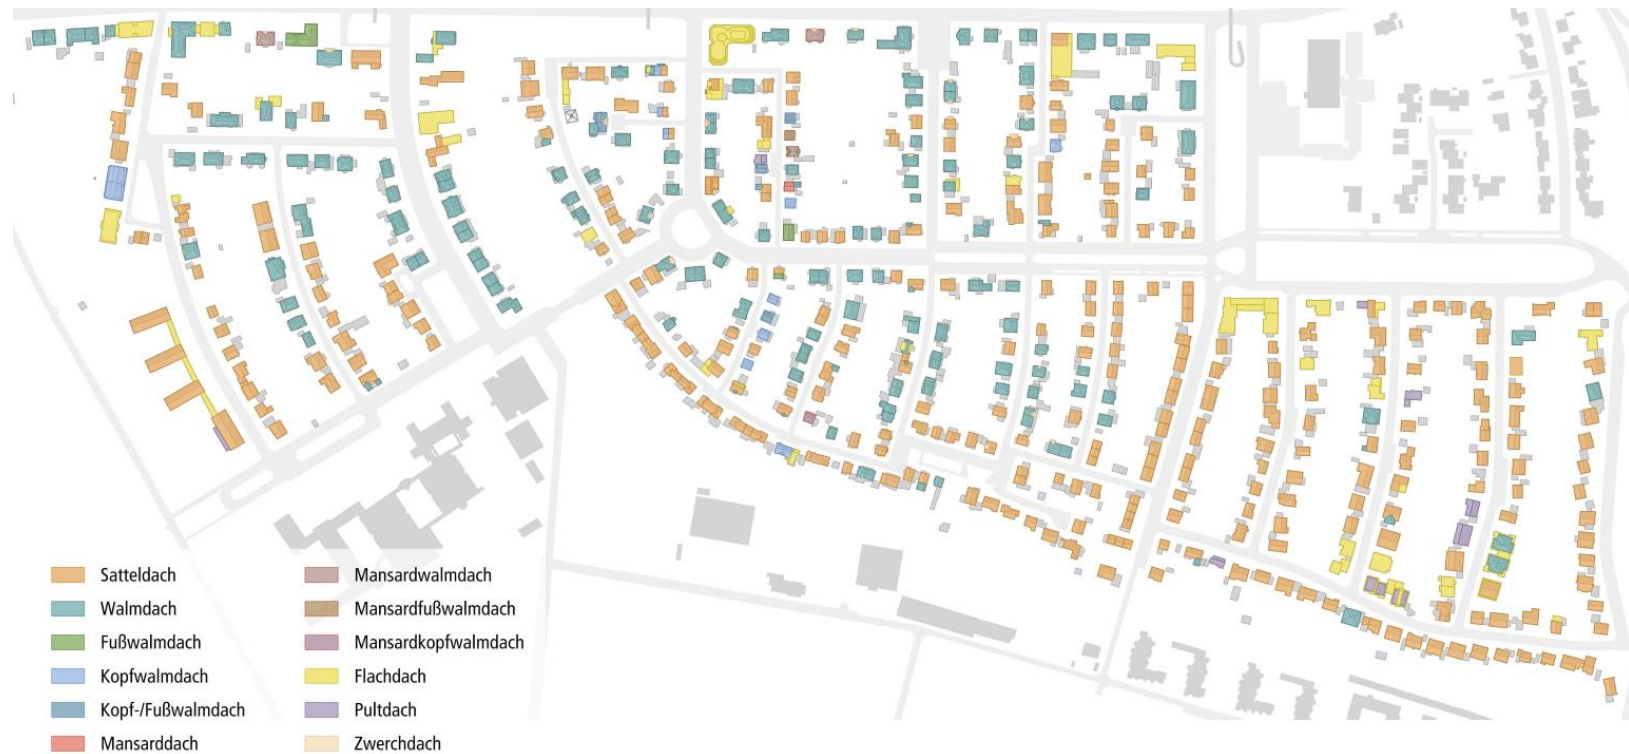 Satteldach
Walmdach
Fußwalmdach
Kopfwalmdach
Kopf-/Fußwalmdach
Mansarddach
Mansardwalmdach
Mansardfußwalmdach
Mansardkopfwalmdach
Flachdach
Pultdach
Zwerchdach